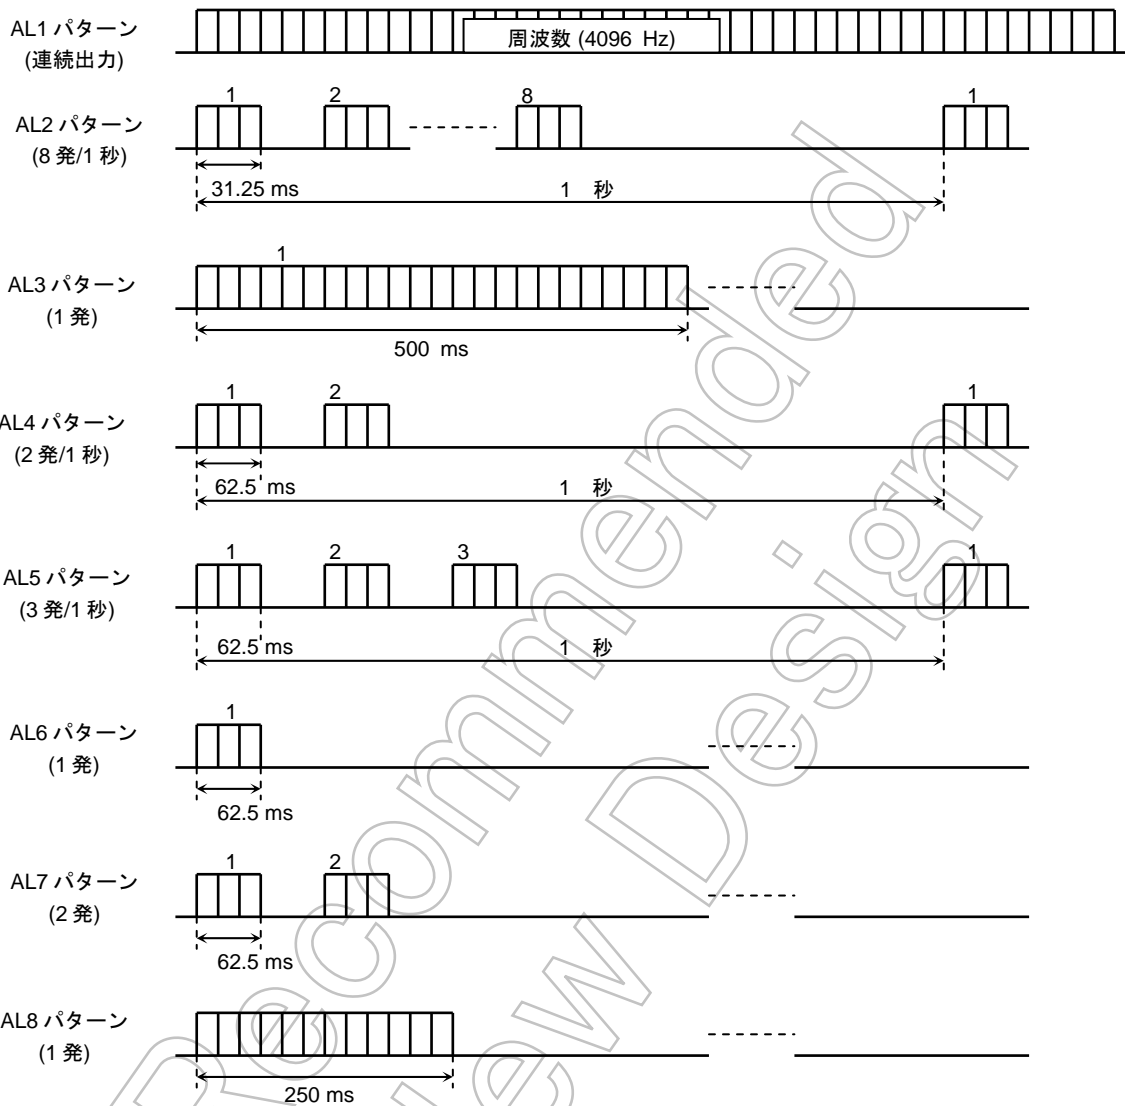 AL1 パターン
(連続出力)
周波数 (4096 Hz)
AL2 パターン
(8 発/1 秒)
1
2
8
1
31.25 ms
1 秒
AL3 パターン
(1 発)
1
500 ms
AL4 パターン
(2 発/1 秒)
1
2
1
62.5 ms
1 秒
AL5 パターン
(3 発/1 秒)
1
2
3
1
62.5 ms
1 秒
AL6 パターン
(1 発)
1
62.5 ms
AL7 パターン
(2 発)
1
2
62.5 ms
AL8 パターン
(1 発)
250 ms
Recommended
New Design